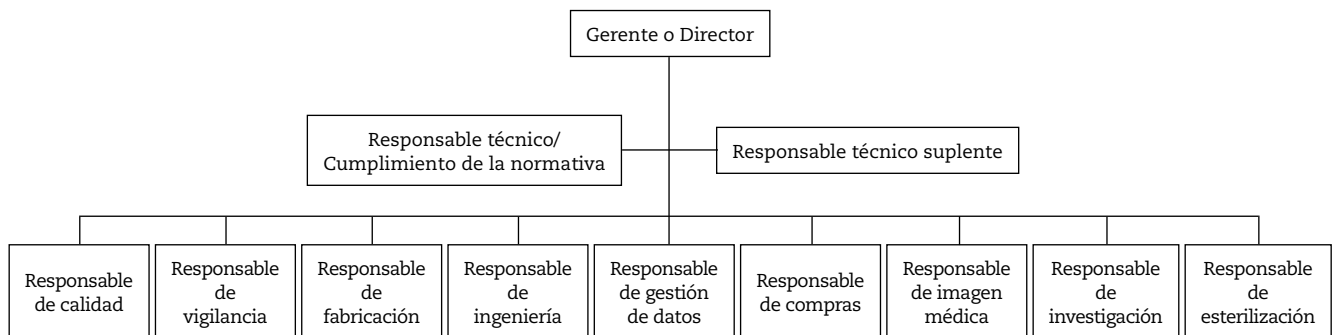 Gerente o Director
Responsable técnico/
Cumplimiento de la normativa
Responsable técnico suplente
Responsable
de calidad
Responsable
de
vigilancia
Responsable
de
fabricación
Responsable
de
ingeniería
Responsable
de gestión
de datos
Responsable
de compras
Responsable
de imagen
médica
Responsable
de
investigación
Responsable
de
esterilización